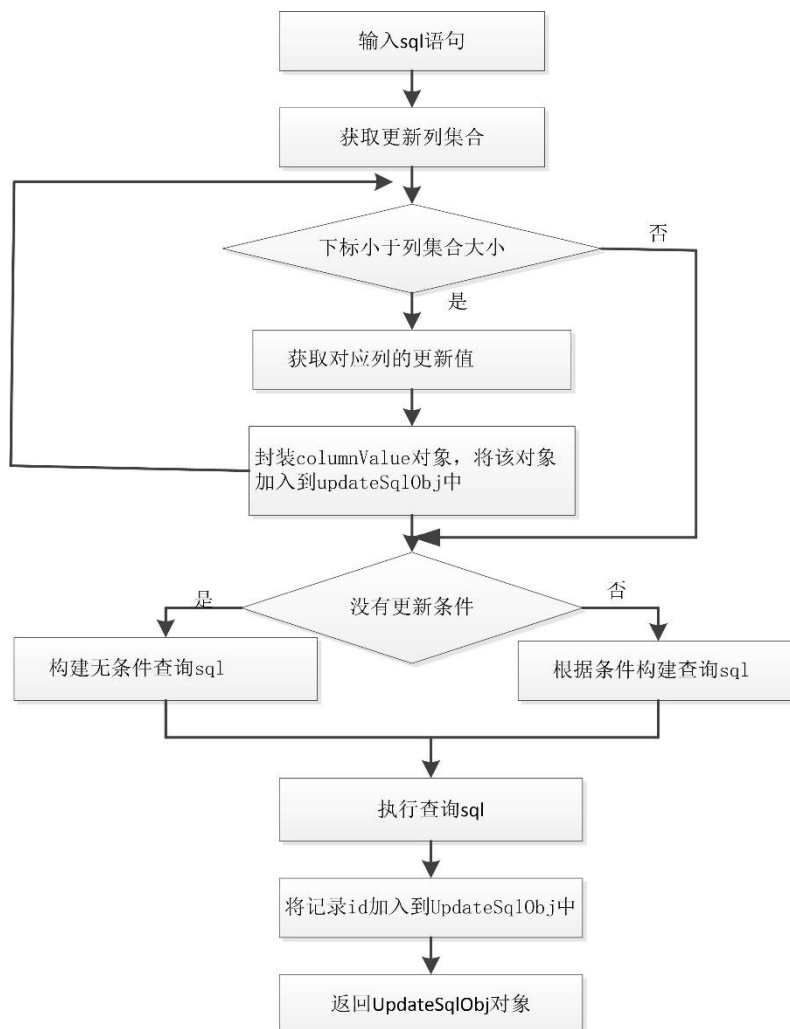 输入sql语句
获取更新列集合
下标小于列集合大小
否
是
获取对应列的更新值
封装columnValue对象，将该对象
加入到updateSqlObj中
没有更新条件
是
否
构建无条件查询sql
根据条件构建查询sql
执行查询sql
将记录id加入到UpdateSqlObj中
返回UpdateSqlObj对象